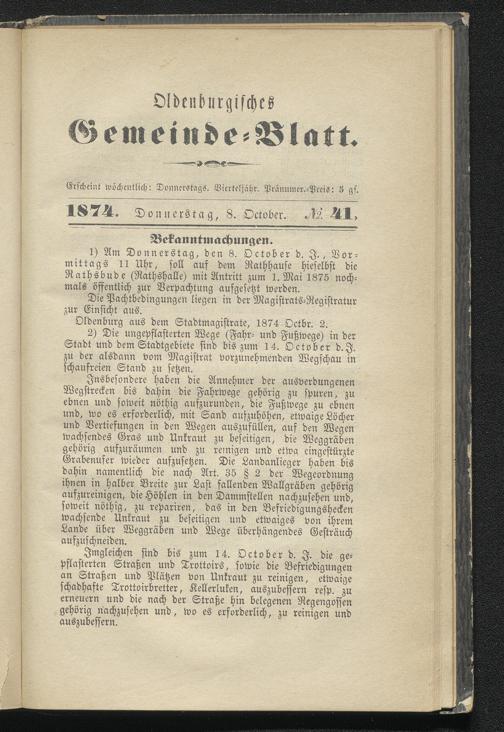 Oldenburgisches
Gemeinde-Blatt.
Erscheint wöchentlich: Donnerstags. Vierteljähr. Pränumer.-Preis: 5 gs.
1874. Donnerstag, 8. October. № 41.
Bekanntmachungen.
1) Am Donnerstag, den 8. October d. J., Vor-
mittags 11 Uhr, soll auf dem Rathhause hieselbst die
Rathsbude (Rathshalle) mit Antritt zum 1. Mai 1875 noch-
mals öffentlich zur Verpachtung aufgesetzt werden.
Die Pachtbedingungen liegen in der Magistrats-Registratur
zur Einsicht aus.
Oldenburg aus dem Stadtmagistrate, 1874 Octbr. 2.
2) Die ungepflasterten Wege (Fahr- und Fußwege) in der
Stadt und dem Stadtgebiete sind bis zum 14. October d. J.
zu der alsdann vom Magistrat vorzunehmenden Wegschau in
schaufreien Stand zu setzen.
Insbesondere haben die Annehmer der ausverdungenen
Wegstrecken bis dahin die Fahrwege gehörig zu spuren, zu
ebnen und soweit nöthig aufzurunden, die Fußwege zu ebnen
und, wo es erforderlich, mit Sand aufzuhöhen, etwaige Löcher
und Vertiefungen in den Wegen auszufüllen, auf den Wegen
wachsendes Gras und Unkraut zu beseitigen, die Weggräben
gehörig aufzuräumen und zu reinigen und etwa eingestürzte
Grabenufer wieder aufzusetzen. Die Landanlieger haben bis
dahin namentlich die nach Art. 35 § 2 der Wegeordnung
ihnen in halber Breite zur Last fallenden Wallgräben gehörig
aufzureinigen, die Höhlen in den Dammstellen nachzusehen und,
soweit nöthig, zu repariren, das in den Befriedigungshecken
wachsende Unkraut zu beseitigen und etwaiges von ihrem
Lande über Weggräben und Wege überhängendes Gesträuch
aufzuschneiden.
Imgleichen sind bis zum 14. October d. J. die ge-
pflasterten Straßen und Trottoirs, sowie die Befriedigungen
an Straßen und Plätzen von Unkraut zu reinigen, etwaige
schadhafte Trottoirbretter, Kellerluken, auszubessern resp. zu
erneuern und die nach der Straße hin belegenen Regengossen
gehörig nachzusehen und, wo es erforderlich, zu reinigen und
auszubessern.